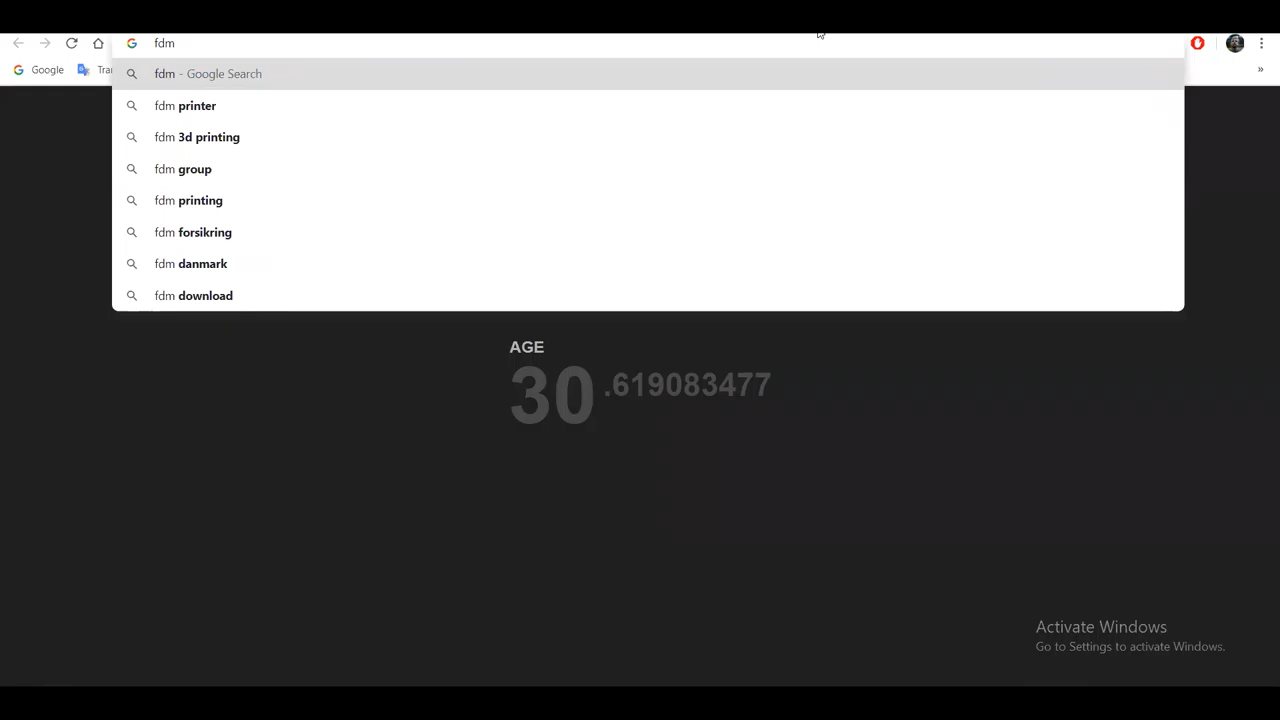 fdm
Google
fdm - Google Search
fdm printer
fdm 3d printing
fdm group
fdm printing
fdm forsikring
fdm danmark
fdm download
AGE
30.619083477
Activate Windows
Go to Settings to activate Windows.